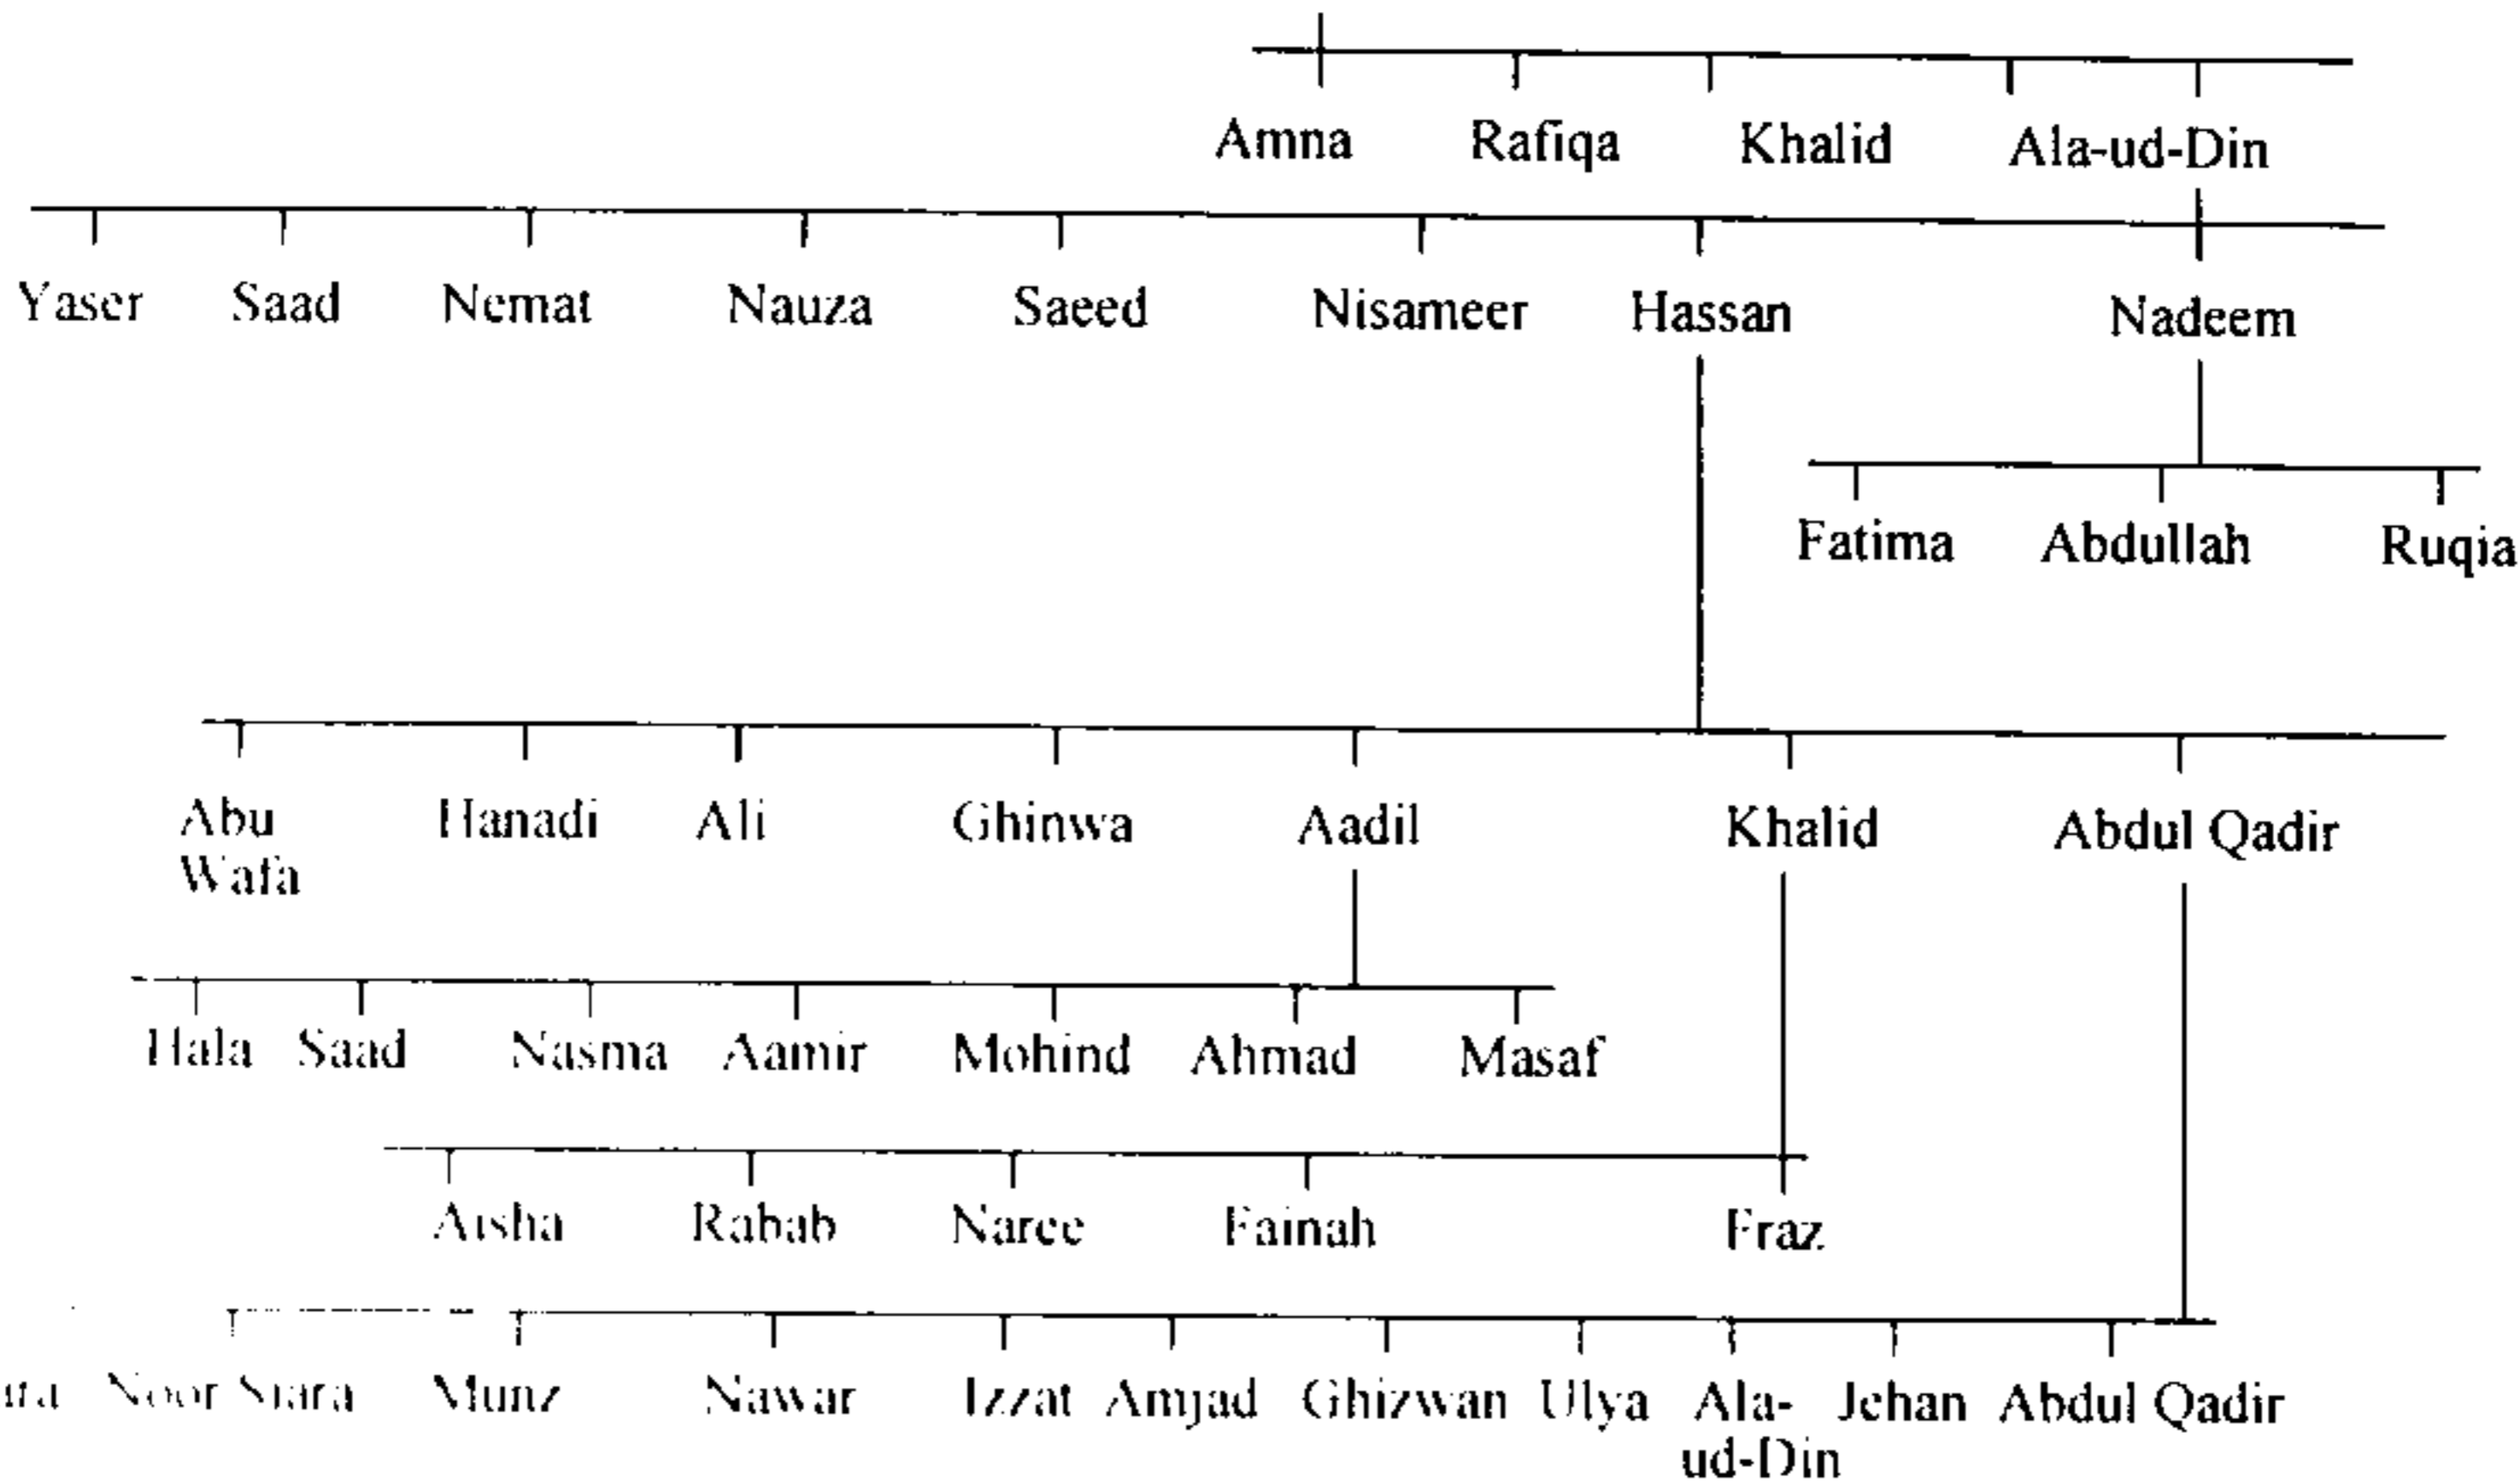 Amna Rafiqa Khalid Ala-ud-Din
Yaser Saad Nemat Nauza Saeed Nisameer Hassan Nadeem
Fatima Abdullah Ruqia
Abu Hanadi Ali Ghinwa Aadil Khalid Abdul Qadir
Wafa
Hala Saad Nasma Aamir Mohind Ahmad Masaf
Aisha Rabab Naree Fainah Fraz
Noor Siara Munz Nawar Izzat Amjad Ghizwan Ulya Ala- Jehan Abdul Qadir
ud-Din